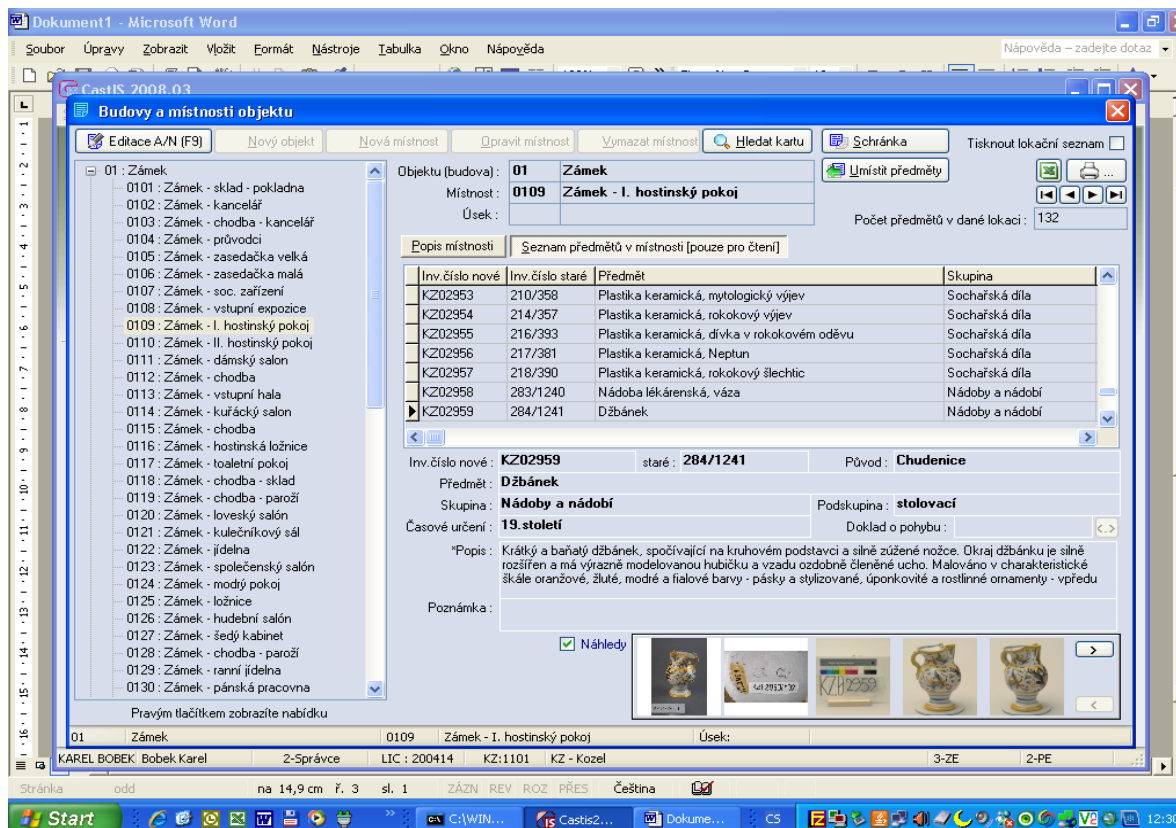 Dokument1 - Microsoft Word
Soubor Úpravy Zobrazit Vložit Formát Nástroje Tabulka Okno Nápověda Nápověda – zadejte dotaz
CastIS 2008.03
Budovy a místnosti objektu
Editace A/N (F9) Nový objekt Nová místnost Opravit místnost Vymazat místnost Hledat kartu Schránka Tisknout lokační seznam
01 : Zámek
0101 : Zámek - sklad - pokladna
0102 : Zámek - kancelář
0103 : Zámek - chodba - kancelář
0104 : Zámek - průvodci
0105 : Zámek - zasedačka velká
0106 : Zámek - zasedačka malá
0107 : Zámek - soc. zařízení
0108 : Zámek - vstupní expozice
0109 : Zámek - I. hostinský pokoj
0110 : Zámek - II. hostinský pokoj
0111 : Zámek - dámský salon
0112 : Zámek - chodba
0113 : Zámek - vstupní hala
0114 : Zámek - kuřácký salon
0115 : Zámek - chodba
0116 : Zámek - hostinská ložnice
0117 : Zámek - toaletní pokoj
0118 : Zámek - chodba - sklad
0119 : Zámek - chodba - paroží
0120 : Zámek - loveský salón
0121 : Zámek - kulečníkový sál
0122 : Zámek - jídelna
0123 : Zámek - společenský salón
0124 : Zámek - modrý pokoj
0125 : Zámek - ložnice
0126 : Zámek - hudební salón
0127 : Zámek - šedý kabinet
0128 : Zámek - chodba - paroží
0129 : Zámek - ranní jídelna
0130 : Zámek - pánská pracovna
Pravým tlačítkem zobrazíte nabídku
Objektu (budova) : 01 Zámek Umístit předměty
Místnost : 0109 Zámek - I. hostinský pokoj
Úsek :
Počet předmětů v dané lokaci : 132
Popis místnosti Seznam předmětů v místnosti [pouze pro čtení]
Inv.číslo nové Inv.číslo staré Předmět Skupina
KZ02953 210/358 Plastika keramická, mytologický výjev Sochařská díla
KZ02954 214/357 Plastika keramická, rokokový výjev Sochařská díla
KZ02955 216/393 Plastika keramická, dívka v rokokovém oděvu Sochařská díla
KZ02956 217/381 Plastika keramická, Neptun Sochařská díla
KZ02957 218/390 Plastika keramická, rokokový šlechtic Sochařská díla
KZ02958 283/1240 Nádoba lékárenská, váza Nádoby a nádobí
KZ02959 284/1241 Džbánek Nádoby a nádobí
Inv.číslo nové : KZ02959 staré : 284/1241 Původ : Chudenice
Předmět : Džbánek
Skupina : Nádoby a nádobí Podskupina : stolovací
Časové určení : 19.století Doklad o pohybu : <.>
*Popis : Krátký a baňatý džbánek, spočívající na kruhovém podstavci a silně zúžené nožce. Okraj džbánku je silně
rozšířen a má výrazně modelovanou hubičku a vzadu ozdobně členěné ucho. Malováno v charakteristické
škále oranžové, žluté, modré a fialové barvy - pásky a stylizované, úponkovité a rostlinné ornamenty - vpředu
Poznámka :
Náhledy
01 Zámek 0109 Zámek - I. hostinský pokoj Úsek:
KAREL BOBEK Bobek Karel 2-Správce LIC : 200414 KZ:1101 KZ - Kozel 3-ZE 2-PE
Stránka odd na 14,9 cm ř. 3 sl. 1 ZÁZN REV ROZ PŘES Čeština
Start C:\WIN... Castis2... Dokume... CS 12:3